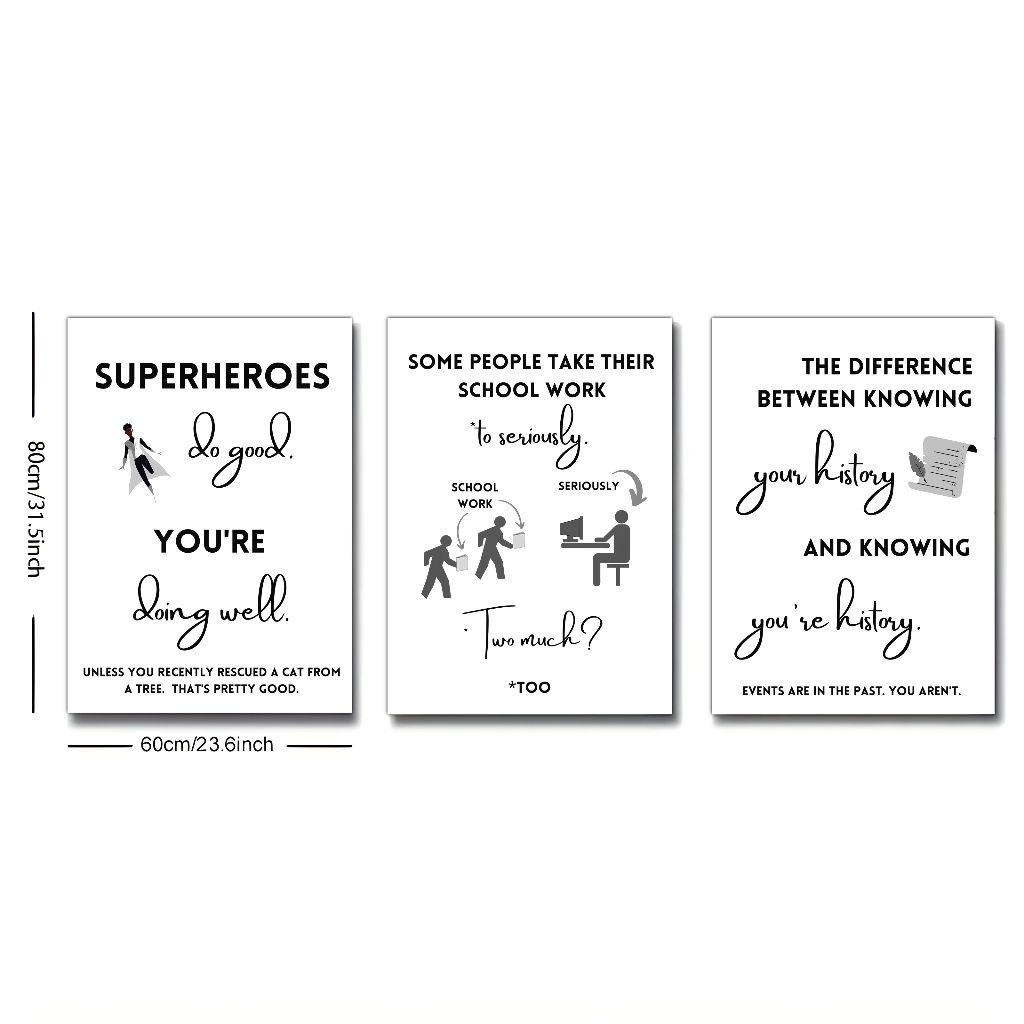 80cm/31.5inch
SUPERHEROES
do good.
YOU'RE
doing well.
UNLESS YOU RECENTLY RESCUED A CAT FROM
A TREE. THAT'S PRETTY GOOD.
60cm/23.6inch
SOME PEOPLE TAKE THEIR
SCHOOL WORK
*to seriously.
SCHOOL
WORK
SERIOUSLY
*Two much?
*TOO
THE DIFFERENCE
BETWEEN KNOWING
your history
AND KNOWING
you're history.
EVENTS ARE IN THE PAST. YOU AREN'T.